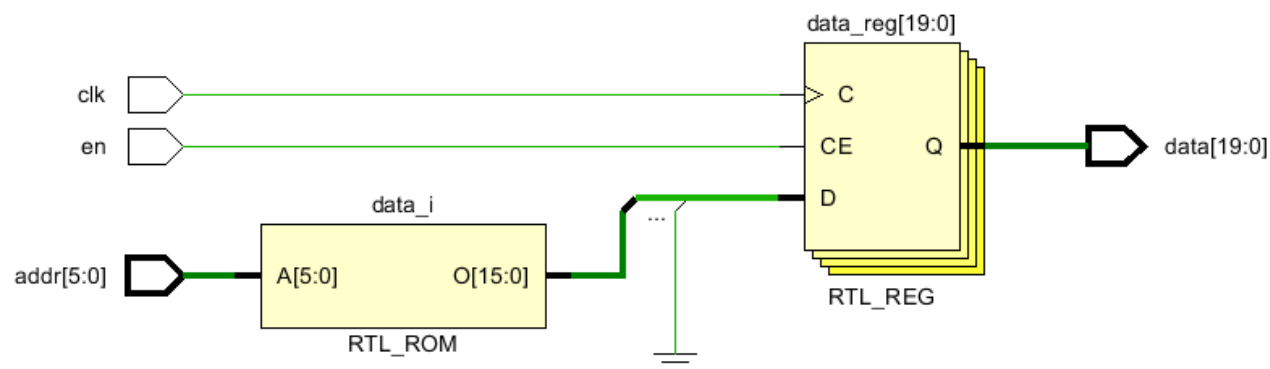 data_reg[19:0]
clk
C
en
CE
Q
data[19:0]
data_i
...
D
addr[5:0]
A[5:0]
O[15:0]
RTL_REG
RTL_ROM